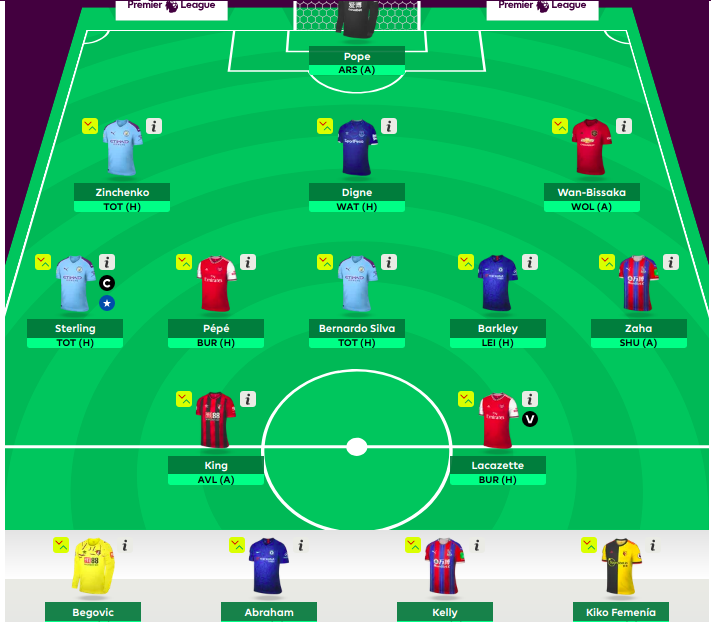 Premier League
Premier League
Pope
ARS (A)
Zinchenko
TOT (H)
Digne
WAT (H)
Wan-Bissaka
WOL (A)
C
Sterling
TOT (H)
Pépé
BUR (H)
Bernardo Silva
TOT (H)
Barkley
LEI (H)
Zaha
SHU (A)
V
King
AVL (A)
Lacazette
BUR (H)
Begovic
Abraham
Kelly
Kiko Femenía